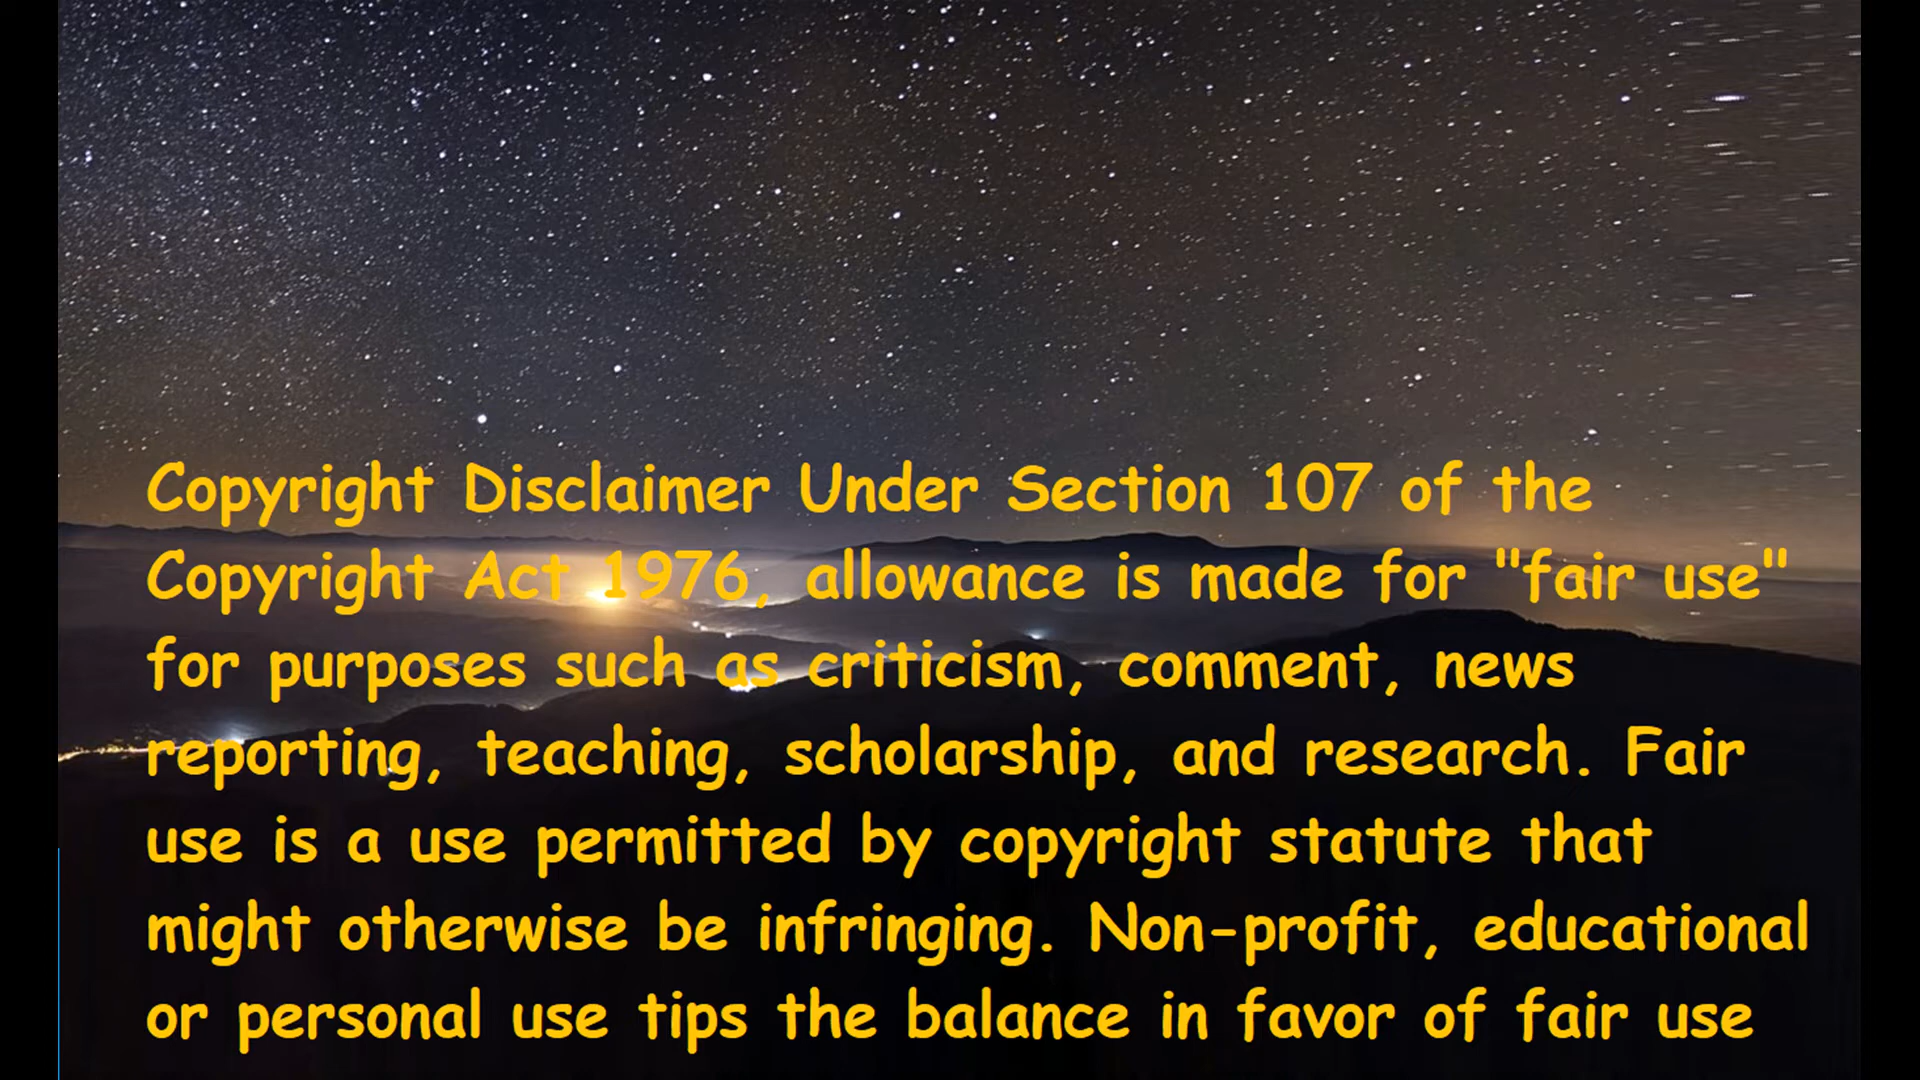 Copyright Disclaimer Under Section 107 of the
Copyright Act 1976, allowance is made for "fair use"
for purposes such as criticism, comment, news
reporting, teaching, scholarship, and research. Fair
use is a use permitted by copyright statute that
might otherwise be infringing. Non-profit, educational
or personal use tips the balance in favor of fair use